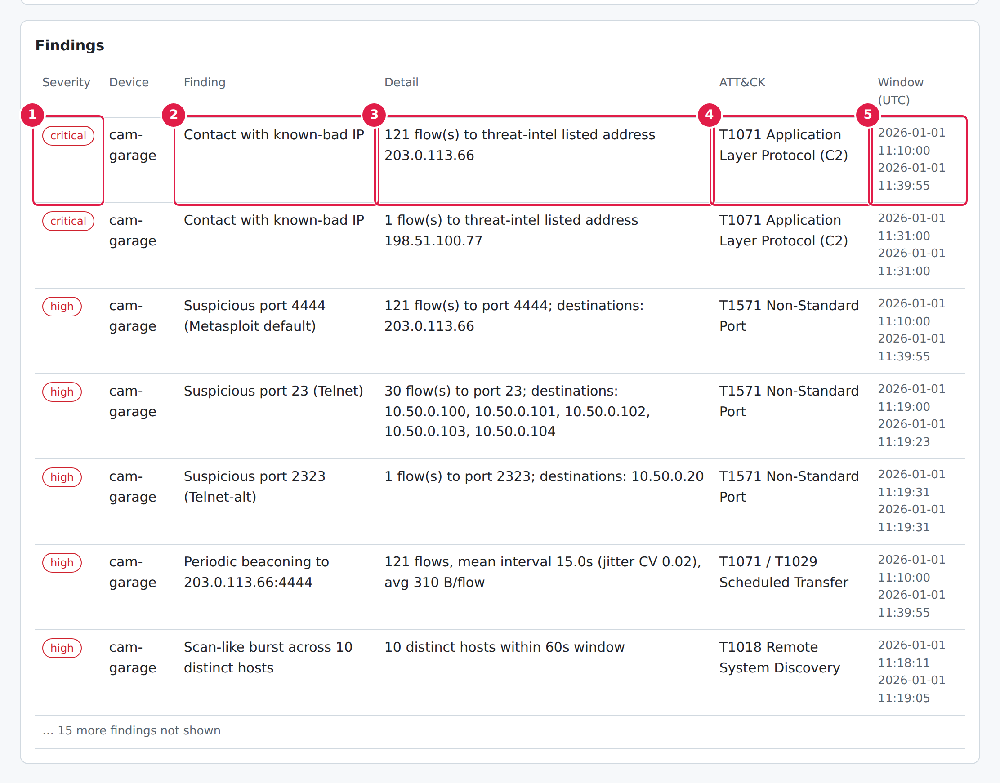 Findings
Severity Device Finding Detail ATT&CK Window
(UTC)
1 2 3 4 5
critical cam- Contact with known-bad IP 121 flow(s) to threat-intel listed address T1071 Application 2026-01-01
garage 203.0.113.66 Layer Protocol (C2) 11:10:00
2026-01-01
11:39:55
critical cam- Contact with known-bad IP 1 flow(s) to threat-intel listed address T1071 Application 2026-01-01
garage 198.51.100.77 Layer Protocol (C2) 11:31:00
2026-01-01
11:31:00
high cam- Suspicious port 4444 121 flow(s) to port 4444; destinations: T1571 Non-Standard 2026-01-01
garage (Metasploit default) 203.0.113.66 Port 11:10:00
2026-01-01
11:39:55
high cam- Suspicious port 23 (Telnet) 30 flow(s) to port 23; destinations: T1571 Non-Standard 2026-01-01
garage 10.50.0.100, 10.50.0.101, 10.50.0.102, Port 11:19:00
10.50.0.103, 10.50.0.104 2026-01-01
11:19:23
high cam- Suspicious port 2323 1 flow(s) to port 2323; destinations: 10.50.0.20 T1571 Non-Standard 2026-01-01
garage (Telnet-alt) Port 11:19:31
2026-01-01
11:19:31
high cam- Periodic beaconing to 121 flows, mean interval 15.0s (jitter CV 0.02), T1071 / T1029 2026-01-01
garage 203.0.113.66:4444 avg 310 B/flow Scheduled Transfer 11:10:00
2026-01-01
11:39:55
high cam- Scan-like burst across 10 10 distinct hosts within 60s window T1018 Remote 2026-01-01
garage distinct hosts System Discovery 11:18:11
2026-01-01
11:19:05
… 15 more findings not shown